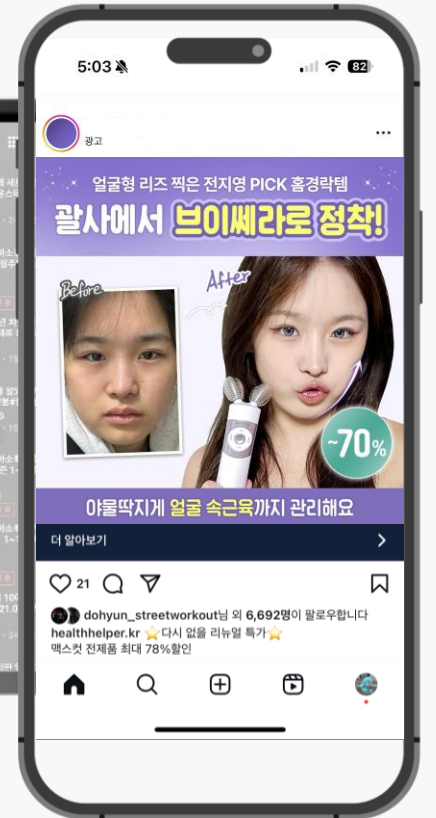 5:03
82
광고
얼굴형 리즈 찍은 전지영 PICK 홈경락템
괄사에서 브이쎄라로 정착!
Before
After
~70%
야물딱지게 얼굴 속근육까지 관리해요
더 알아보기
21
dohyun_streetworkout님 외 6,692명이 팔로우합니다
healthhelper.kr ⭐다시 없을 리뉴얼 특가⭐
맥스컷 전제품 최대 78%할인